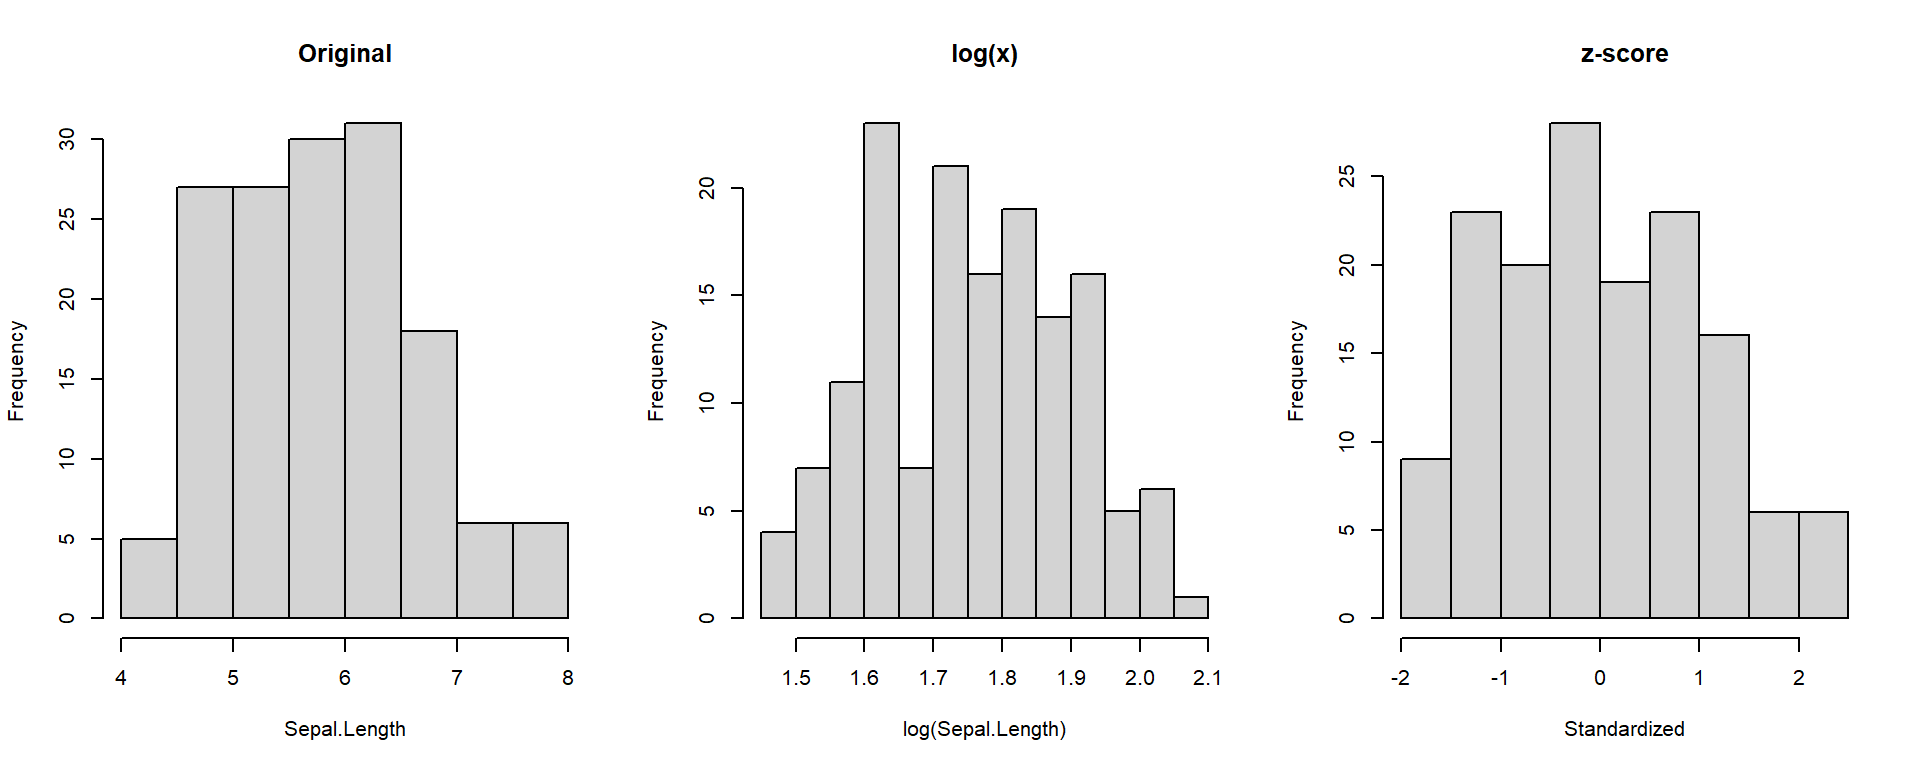 Original
Frequency
30
25
20
15
10
5
0
4 5 6 7 8
Sepal.Length
log(x)
Frequency
20
15
10
5
0
1.5 1.6 1.7 1.8 1.9 2.0 2.1
log(Sepal.Length)
z-score
Frequency
25
20
15
10
5
0
-2 -1 0 1 2
Standardized